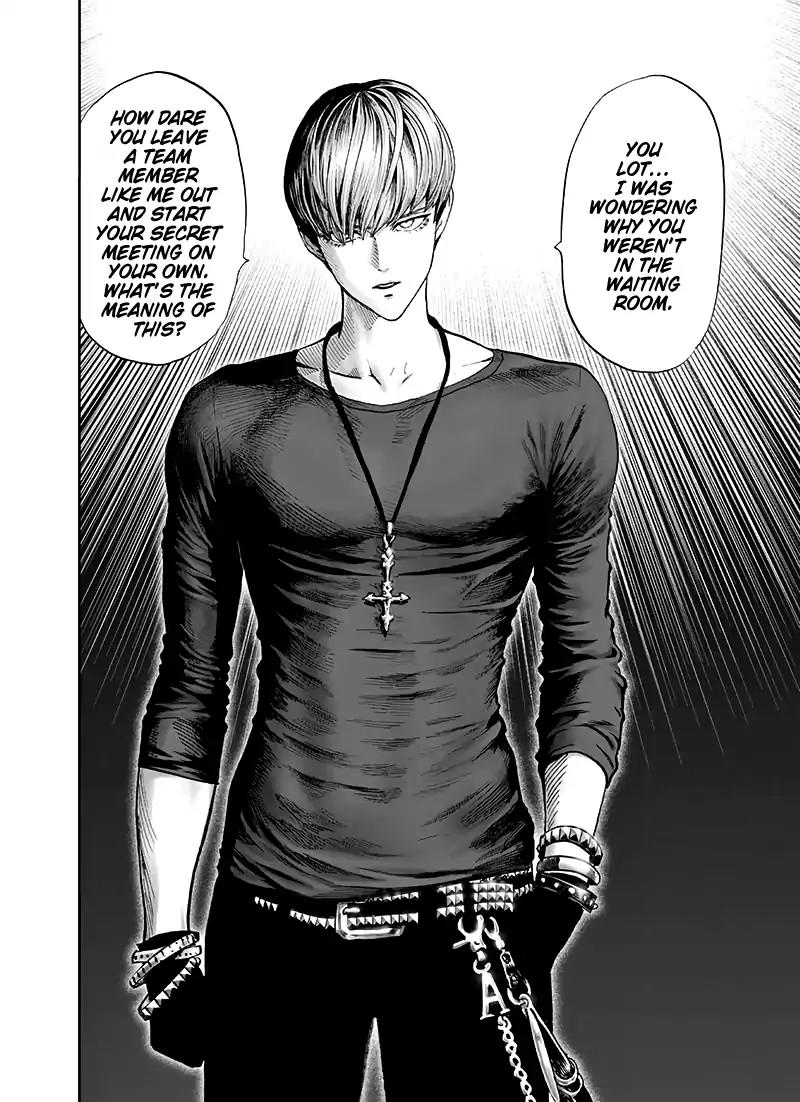 YOU
LOT...
I WAS
WONDERING
WHY YOU
WEREN'T
IN THE
WAITING
ROOM.
HOW DARE
YOU LEAVE
A TEAM
MEMBER
LIKE ME OUT
AND START
YOUR SECRET
MEETING ON
YOUR OWN.
WHAT'S THE
MEANING OF
THIS?
A